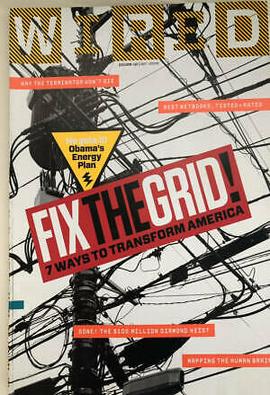 WIRED
WHY THE TERMINATOR WON'T DIE
BEST NETBOOKS, TESTED + RATED
Obama's
Energy
Plan
FIX THE GRID!
7 WAYS TO TRANSFORM AMERICA
GONE! THE $100 MILLION DIAMOND HEIST
MAPPING THE HUMAN BRAIN